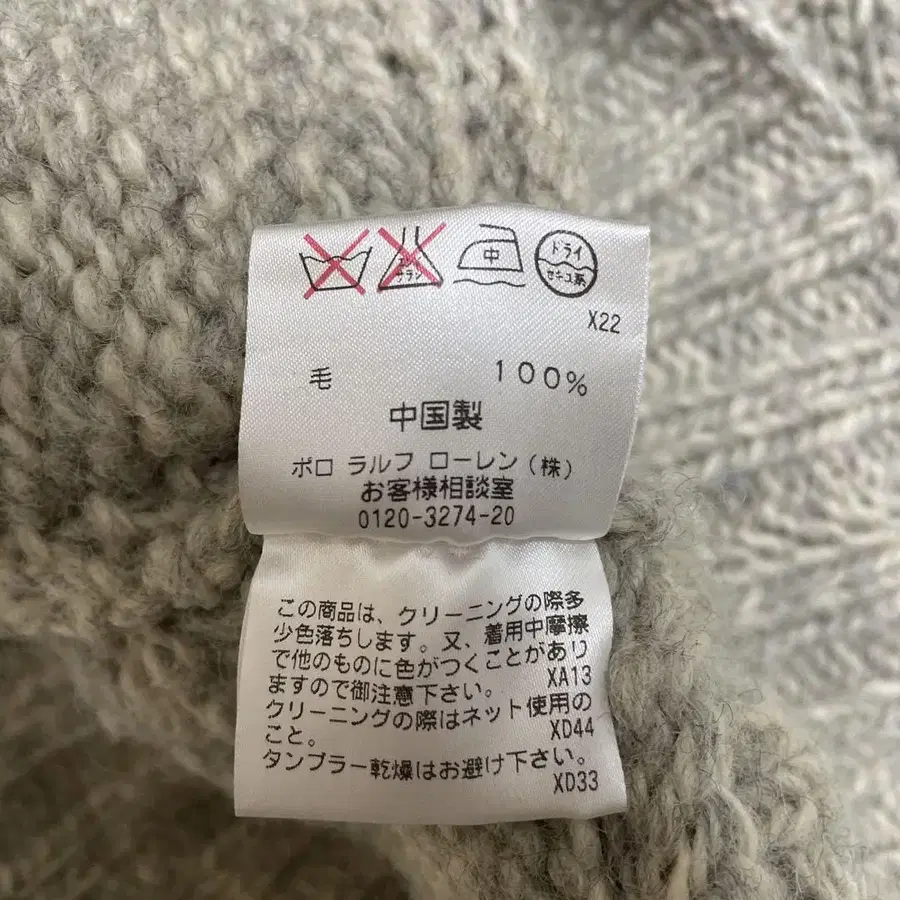 エンソ
サラシ
中
ドライ
セキユ系
X22
毛 100%
中国製
ポロ ラルフ ローレン(株)
お客様相談室
0120-3274-20
この商品は、クリーニングの際多
少色落ちします。又、着用中摩擦
で他のものに色がつくことがあり
ますので御注意下さい。 XA13
クリーニングの際はネット使用の
こと。 XD44
タンブラー乾燥はお避け下さい。
XD33